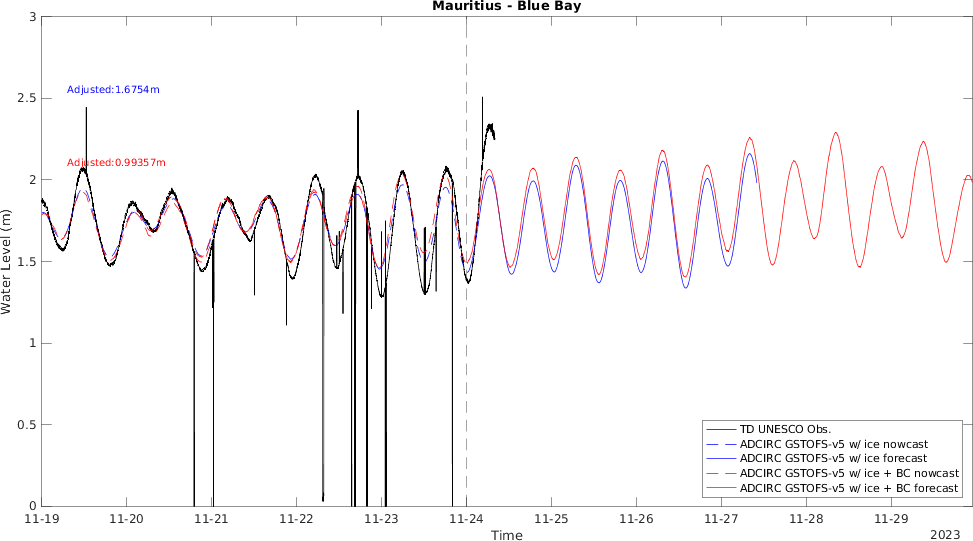 Mauritius - Blue Bay
Water Level (m)
3
2.5
2
1.5
1
0.5
0
Adjusted:1.6754m
Adjusted:0.99357m
TD UNESCO Obs.
ADCIRC GSTOFS-v5 w/ ice nowcast
ADCIRC GSTOFS-v5 w/ ice forecast
ADCIRC GSTOFS-v5 w/ ice + BC nowcast
ADCIRC GSTOFS-v5 w/ ice + BC forecast
11-19 11-20 11-21 11-22 11-23 11-24 11-25 11-26 11-27 11-28 11-29
Time
2023